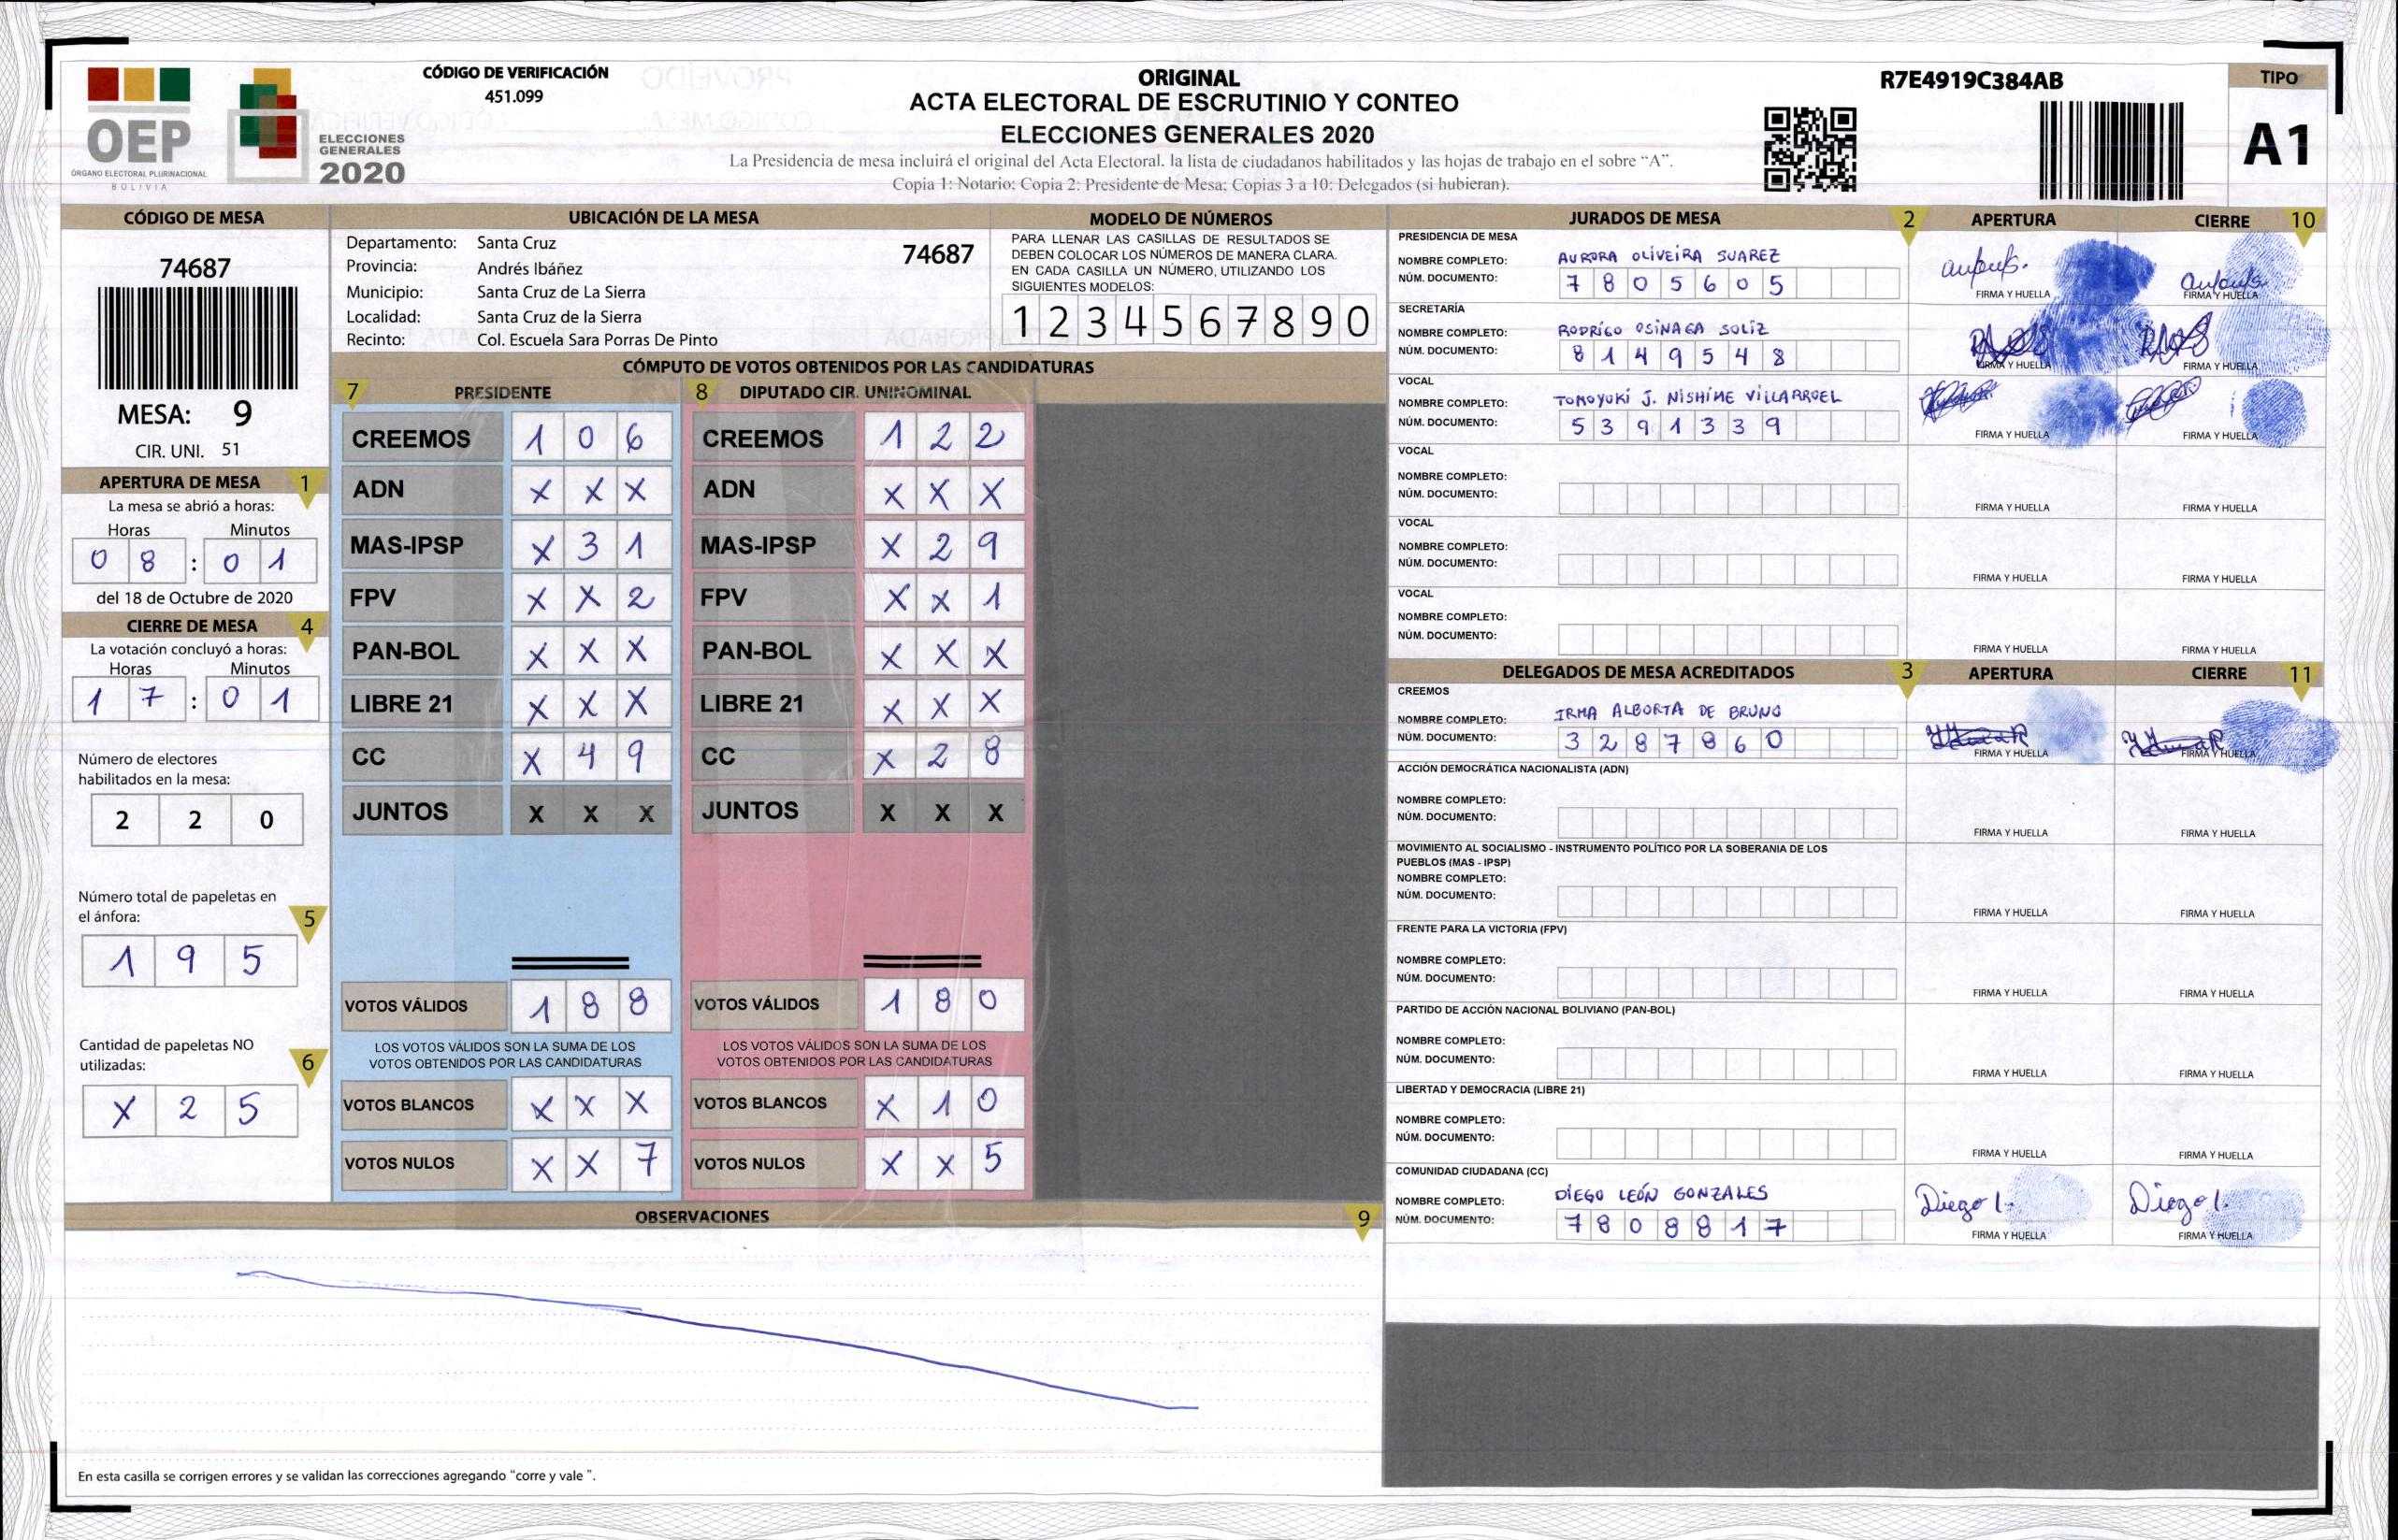 OEP
ÓRGANO ELECTORAL PLURINACIONAL
BOLIVIA
ELECCIONES
GENERALES
2020
CÓDIGO DE VERIFICACIÓN
451.099
ORIGINAL
ACTA ELECTORAL DE ESCRUTINIO Y CONTEO
ELECCIONES GENERALES 2020
La Presidencia de mesa incluirá el original del Acta Electoral. la lista de ciudadanos habilitados y las hojas de trabajo en el sobre “A”.
Copia 1: Notario; Copia 2: Presidente de Mesa; Copias 3 a 10: Delegados (si hubieran).
R7E4919C384AB
TIPO
A1
CÓDIGO DE MESA
74687
MESA: 9
CIR. UNI. 51
APERTURA DE MESA 1
La mesa se abrió a horas:
Horas Minutos
0 8 : 0 1
del 18 de Octubre de 2020
CIERRE DE MESA 4
La votación concluyó a horas:
Horas Minutos
1 7 : 0 1
Número de electores
habilitados en la mesa:
2 2 0
Número total de papeletas en
el ánfora: 5
1 9 5
Cantidad de papeletas NO
utilizadas: 6
X 2 5
UBICACIÓN DE LA MESA
Departamento: Santa Cruz 74687
Provincia: Andrés Ibáñez
Municipio: Santa Cruz de La Sierra
Localidad: Santa Cruz de la Sierra
Recinto: Col. Escuela Sara Porras De Pinto
MODELO DE NÚMEROS
PARA LLENAR LAS CASILLAS DE RESULTADOS SE
DEBEN COLOCAR LOS NÚMEROS DE MANERA CLARA.
EN CADA CASILLA UN NÚMERO, UTILIZANDO LOS
SIGUIENTES MODELOS:
1 2 3 4 5 6 7 8 9 0
CÓMPUTO DE VOTOS OBTENIDOS POR LAS CANDIDATURAS
7 PRESIDENTE
CREEMOS 1 0 6
ADN X X X
MAS-IPSP X 3 1
FPV X X 2
PAN-BOL X X X
LIBRE 21 X X X
CC X 4 9
JUNTOS X X X
VOTOS VÁLIDOS 1 8 8
LOS VOTOS VÁLIDOS SON LA SUMA DE LOS
VOTOS OBTENIDOS POR LAS CANDIDATURAS
VOTOS BLANCOS X X X
VOTOS NULOS X X 7
8 DIPUTADO CIR. UNINOMINAL
CREEMOS 1 2 2
ADN X X X
MAS-IPSP X 2 9
FPV X X 1
PAN-BOL X X X
LIBRE 21 X X X
CC X 2 8
JUNTOS X X X
VOTOS VÁLIDOS 1 8 0
LOS VOTOS VÁLIDOS SON LA SUMA DE LOS
VOTOS OBTENIDOS POR LAS CANDIDATURAS
VOTOS BLANCOS X 1 0
VOTOS NULOS X X 5
OBSERVACIONES 9
En esta casilla se corrigen errores y se validan las correcciones agregando "corre y vale ".
JURADOS DE MESA 2 APERTURA CIERRE 10
PRESIDENCIA DE MESA
NOMBRE COMPLETO: AURORA OLIVEIRA SUAREZ
NÚM. DOCUMENTO: 7 8 0 5 6 0 5
FIRMA Y HUELLA FIRMA Y HUELLA
SECRETARÍA
NOMBRE COMPLETO: RODRIGO OSINAGA SOLIZ
NÚM. DOCUMENTO: 8 1 4 9 5 4 8
FIRMA Y HUELLA FIRMA Y HUELLA
VOCAL
NOMBRE COMPLETO: TOMOYUKI J. NISHIME VILLARROEL
NÚM. DOCUMENTO: 5 3 9 1 3 3 9
FIRMA Y HUELLA FIRMA Y HUELLA
VOCAL
NOMBRE COMPLETO:
NÚM. DOCUMENTO:
FIRMA Y HUELLA FIRMA Y HUELLA
VOCAL
NOMBRE COMPLETO:
NÚM. DOCUMENTO:
FIRMA Y HUELLA FIRMA Y HUELLA
VOCAL
NOMBRE COMPLETO:
NÚM. DOCUMENTO:
FIRMA Y HUELLA FIRMA Y HUELLA
DELEGADOS DE MESA ACREDITADOS 3 APERTURA CIERRE 11
CREEMOS
NOMBRE COMPLETO: IRMA ALBORTA DE BRUNO
NÚM. DOCUMENTO: 3 2 8 7 8 6 0
FIRMA Y HUELLA FIRMA Y HUELLA
ACCIÓN DEMOCRÁTICA NACIONALISTA (ADN)
NOMBRE COMPLETO:
NÚM. DOCUMENTO:
FIRMA Y HUELLA FIRMA Y HUELLA
MOVIMIENTO AL SOCIALISMO - INSTRUMENTO POLÍTICO POR LA SOBERANIA DE LOS
PUEBLOS (MAS - IPSP)
NOMBRE COMPLETO:
NÚM. DOCUMENTO:
FIRMA Y HUELLA FIRMA Y HUELLA
FRENTE PARA LA VICTORIA (FPV)
NOMBRE COMPLETO:
NÚM. DOCUMENTO:
FIRMA Y HUELLA FIRMA Y HUELLA
PARTIDO DE ACCIÓN NACIONAL BOLIVIANO (PAN-BOL)
NOMBRE COMPLETO:
NÚM. DOCUMENTO:
FIRMA Y HUELLA FIRMA Y HUELLA
LIBERTAD Y DEMOCRACIA (LIBRE 21)
NOMBRE COMPLETO:
NÚM. DOCUMENTO:
FIRMA Y HUELLA FIRMA Y HUELLA
COMUNIDAD CIUDADANA (CC)
NOMBRE COMPLETO: DIEGO LEÓN GONZALES
NÚM. DOCUMENTO: 7 8 0 8 8 1 7
Diego l. Diego l.
FIRMA Y HUELLA FIRMA Y HUELLA